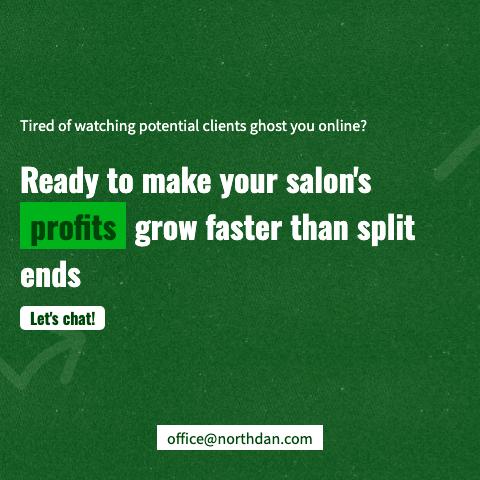 Tired of watching potential clients ghost you online?
Ready to make your salon's
profits grow faster than split
ends
Let's chat!
office@northdan.com